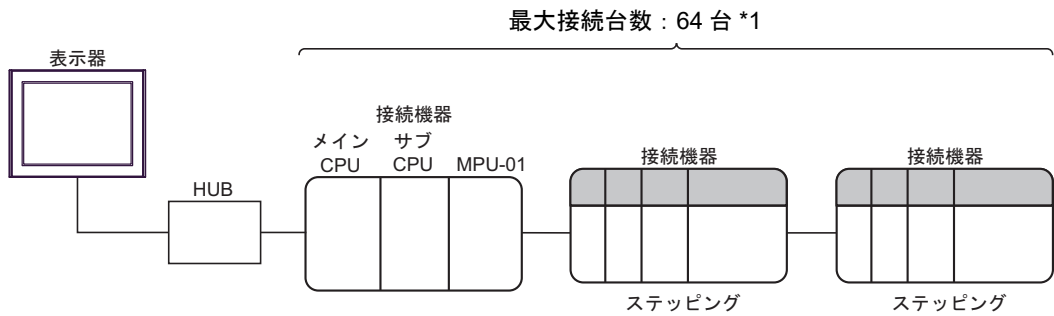 最大接続台数：64 台 *1
表示器
接続機器
メイン サブ
CPU CPU MPU-01
接続機器
接続機器
HUB
ステッピング
ステッピング